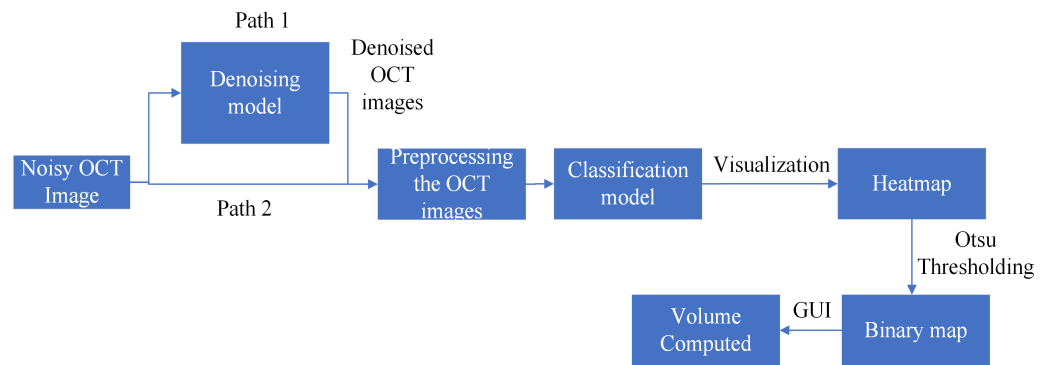 Path 1
Denoising
model
Denoised
OCT
images
Noisy OCT
Image
Path 2
Preprocessing
the OCT
images
Classification
model
Visualization
Heatmap
Otsu
Thresholding
Binary map
GUI
Volume
Computed